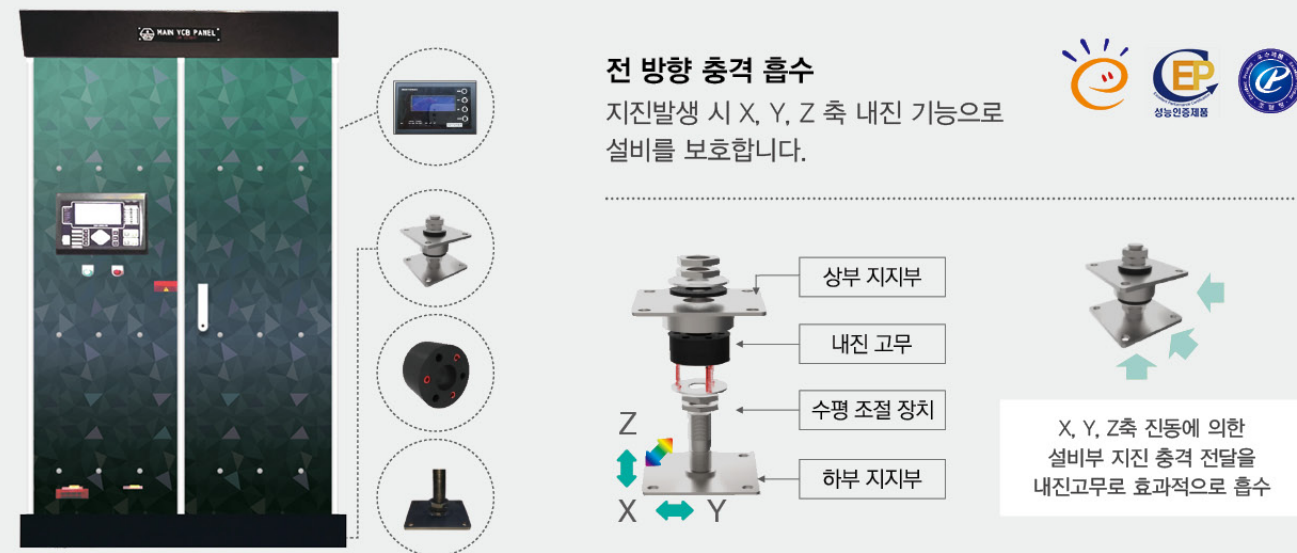 MAIN VCB PANEL
전 방향 충격 흡수
지진발생 시 X, Y, Z 축 내진 기능으로
설비를 보호합니다.
EP
성능인증제품
상부 지지부
내진 고무
수평 조절 장치
하부 지지부
Z
X
Y
X, Y, Z축 진동에 의한
설비부 지진 충격 전달을
내진고무로 효과적으로 흡수